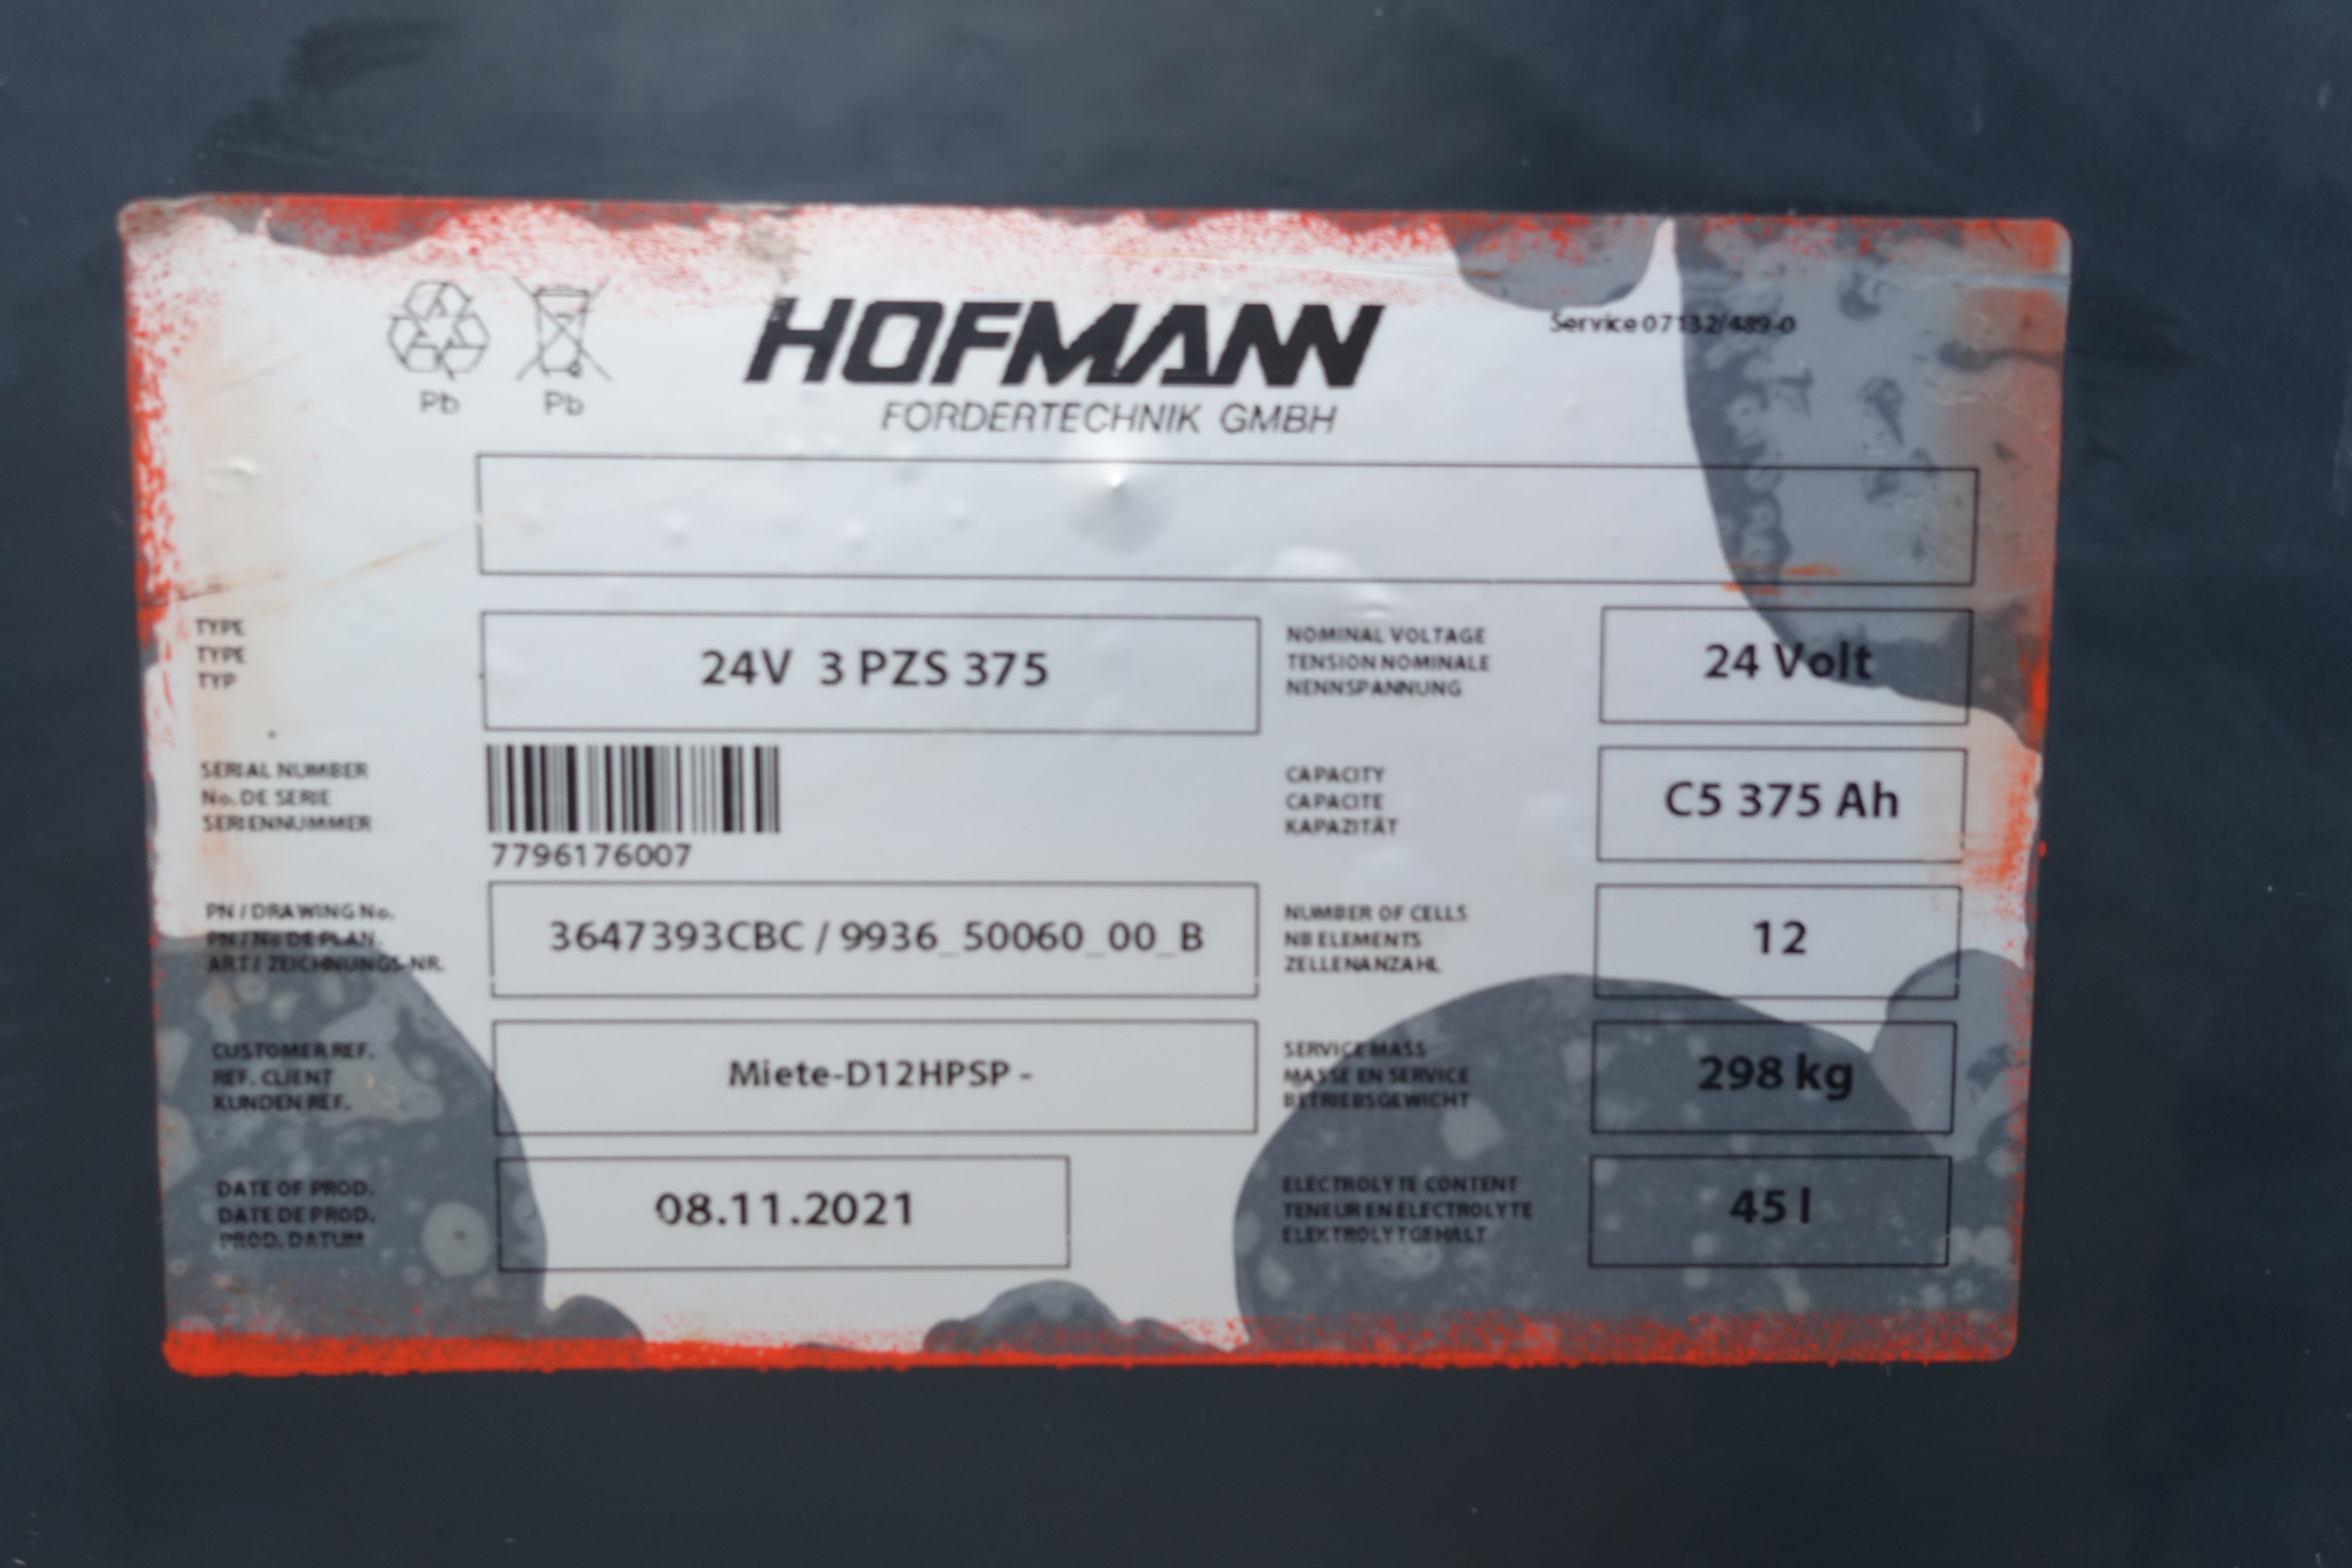 HOFMANN
FORDERTECHNIK GMBH
Service 07132/489-0
Pb
Pb
TYPE
TYPE
TYP
24V 3 PZS 375
NOMINAL VOLTAGE
TENSION NOMINALE
NENNSPANNUNG
24 Volt
SERIAL NUMBER
No. DE SERIE
SERIENNUMMER
7796176007
CAPACITY
CAPACITE
KAPAZITÄT
C5 375 Ah
PN / DRAWING No.
PN / No DE PLAN.
ART / ZEICHNUNGS-NR.
3647393CBC / 9936_50060_00_B
NUMBER OF CELLS
NB ELEMENTS
ZELLENANZAHL
12
CUSTOMER REF.
REF. CLIENT
KUNDEN REF.
Miete-D12HPSP -
SERVICE MASS
MASSE EN SERVICE
BETRIEBSGEWICHT
298 kg
DATE OF PROD.
DATE DE PROD.
PROD. DATUM
08.11.2021
ELECTROLYTE CONTENT
TENEUR EN ELECTROLYTE
ELEKTROLYTGEHALT
45 l